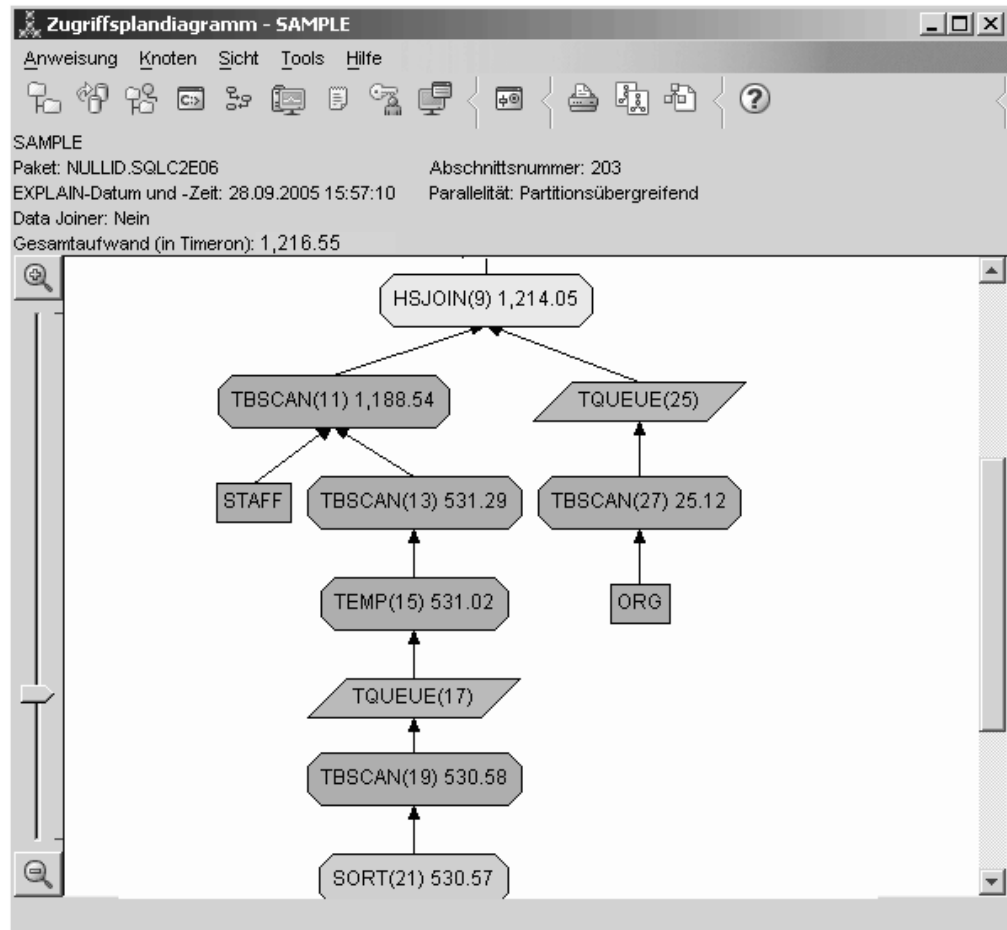 Zugriffsplandiagramm - SAMPLE
Anweisung Knoten Sicht Tools Hilfe
SAMPLE
Paket: NULLID.SQLC2E06 Abschnittsnummer: 203
EXPLAIN-Datum und -Zeit: 28.09.2005 15:57:10 Parallelität: Partitionsübergreifend
Data Joiner: Nein
Gesamtaufwand (in Timeron): 1,216.55
HSJOIN(9) 1,214.05
TBSCAN(11) 1,188.54 TQUEUE(25)
STAFF TBSCAN(13) 531.29 TBSCAN(27) 25.12
TEMP(15) 531.02 ORG
TQUEUE(17)
TBSCAN(19) 530.58
SORT(21) 530.57